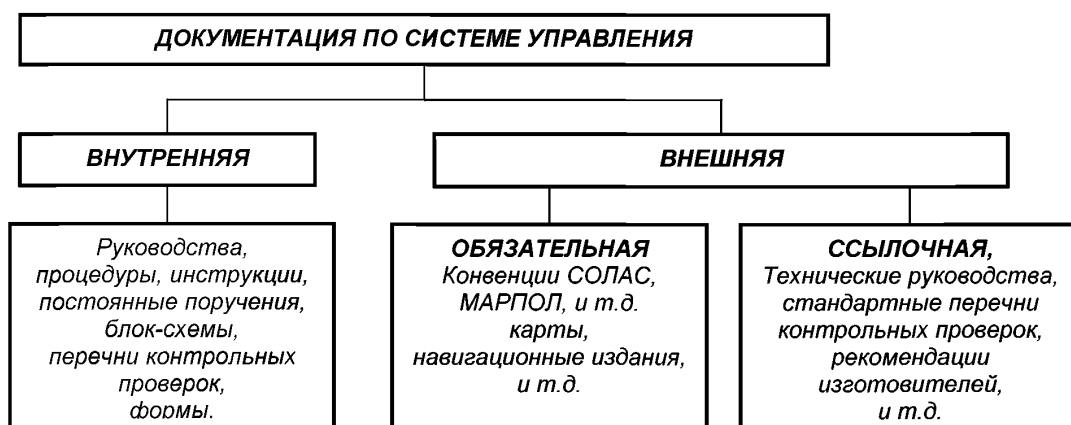 ДОКУМЕНТАЦИЯ ПО СИСТЕМЕ УПРАВЛЕНИЯ
ВНУТРЕННЯЯ
ВНЕШНЯЯ
Руководства,
процедуры, инструкции,
постоянные поручения,
блок-схемы,
перечни контрольных
проверок,
формы.
ОБЯЗАТЕЛЬНАЯ
Конвенции СОЛАС,
МАРПОЛ, и т.д.
карты,
навигационные издания,
и т.д.
ССЫЛОЧНАЯ,
Технические руководства,
стандартные перечни
контрольных проверок,
рекомендации
изготовителей,
и т.д.